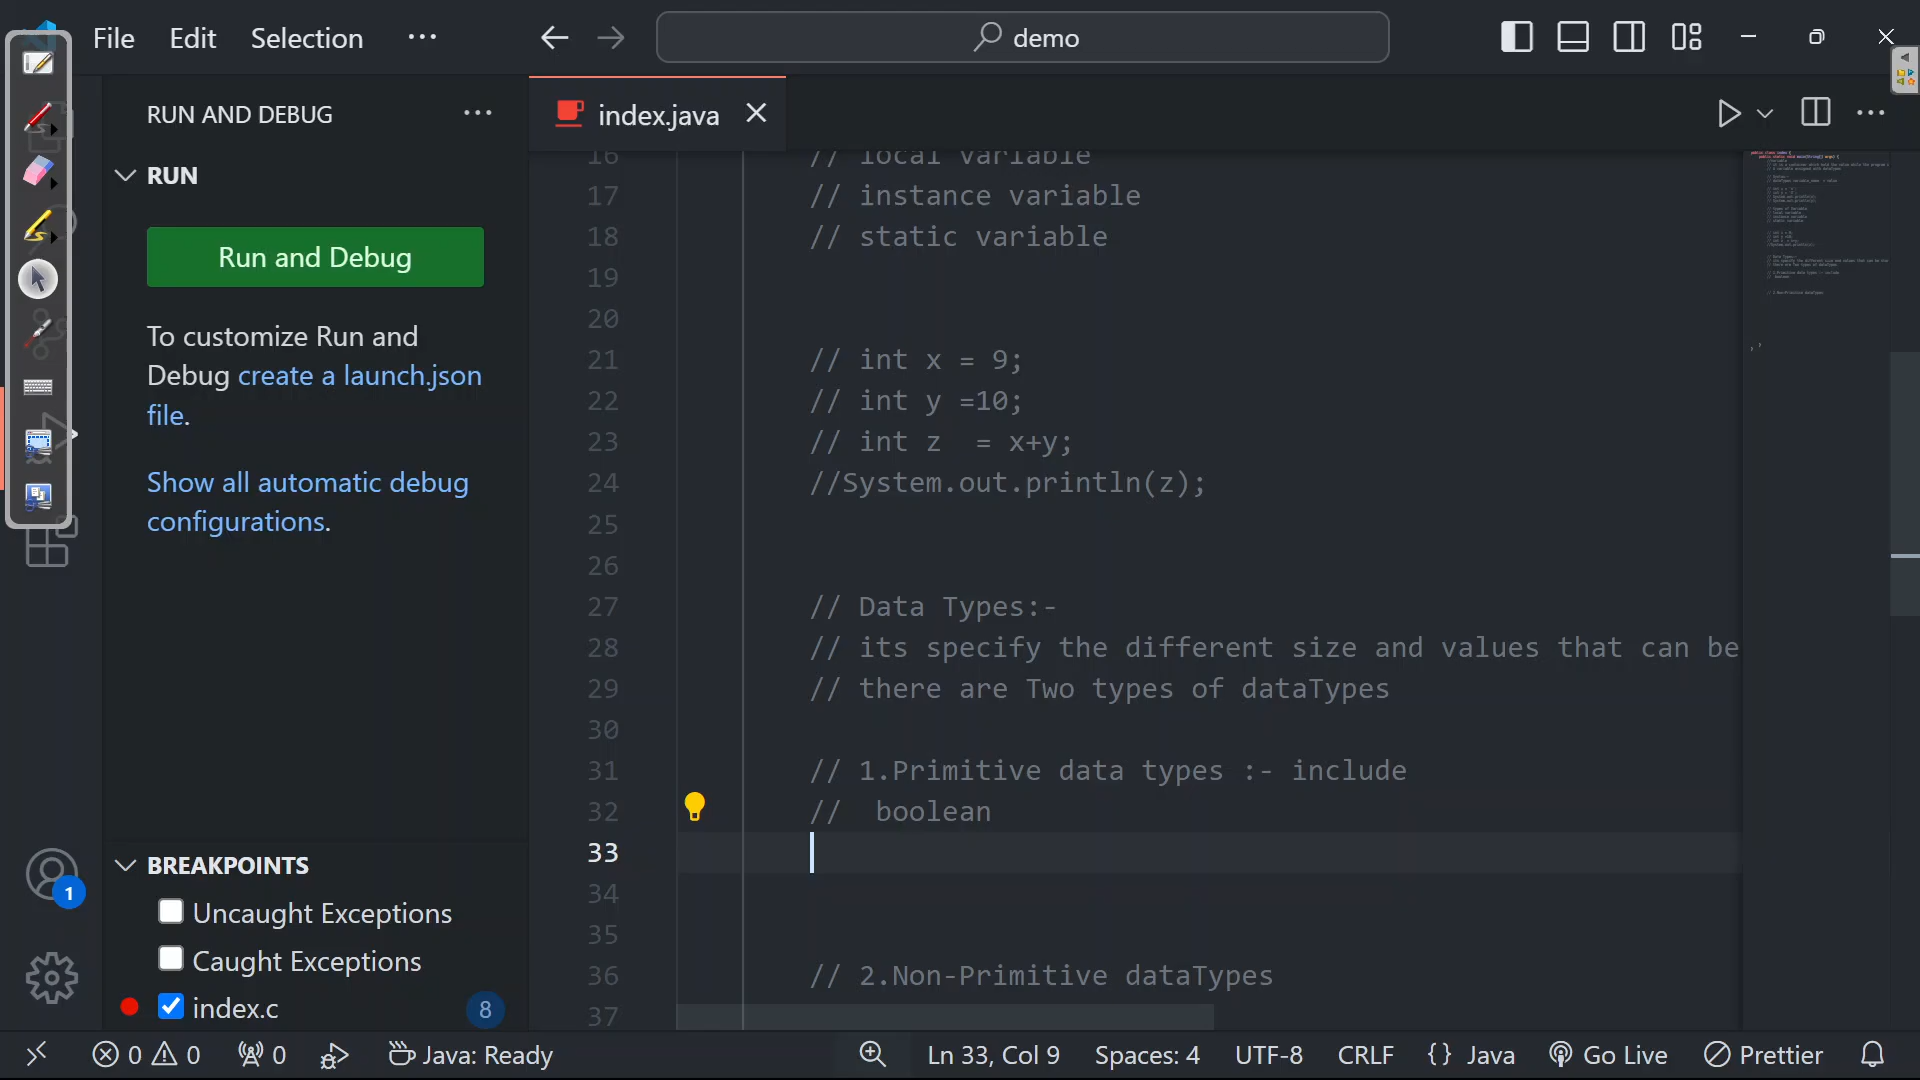 File Edit Selection ···
demo
RUN AND DEBUG ···
index.java
RUN
Run and Debug
To customize Run and
Debug create a launch.json
file.
Show all automatic debug
configurations.
16 // local variable
17 // instance variable
18 // static variable
19
20
21 // int x = 9;
22 // int y =10;
23 // int z  = x+y;
24 //System.out.println(z);
25
26
27 // Data Types:-
28 // its specify the different size and values that can be
29 // there are Two types of dataTypes
30
31 // 1.Primitive data types :- include
32 //  boolean
33
34
35
36 // 2.Non-Primitive dataTypes
37
1
BREAKPOINTS
Uncaught Exceptions
Caught Exceptions
index.c 8
0 0 0 Java: Ready Ln 33, Col 9 Spaces: 4 UTF-8 CRLF {} Java Go Live Prettier